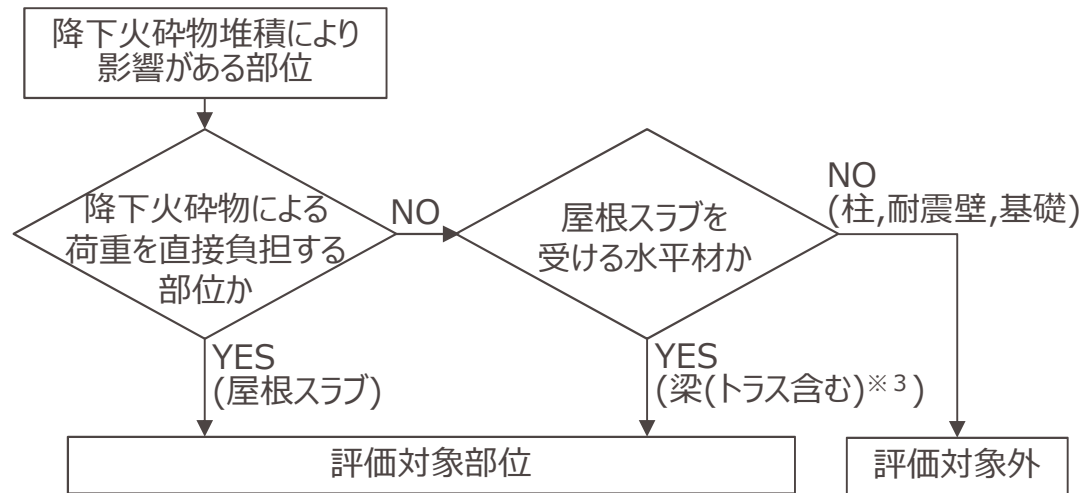 降下火砕物堆積により
影響がある部位
降下火砕物による
荷重を直接負担する
部位か
NO
屋根スラブを
受ける水平材か
NO
(柱,耐震壁,基礎)
YES
(屋根スラブ)
YES
(梁(トラス含む)※3)
評価対象部位
評価対象外